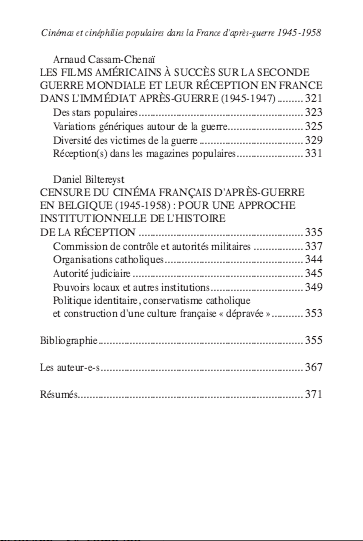 Cinémas et cinéphilies populaires dans la France d'après-guerre 1945-1958
Arnaud Cassam-Chenaï
LES FILMS AMÉRICAINS À SUCCÈS SUR LA SECONDE
GUERRE MONDIALE ET LEUR RÉCEPTION EN FRANCE
DANS L'IMMÉDIAT APRÈS-GUERRE (1945-1947) ......... 321
Des stars populaires ........................................................ 323
Variations génériques autour de la guerre.......................... 325
Diversité des victimes de la guerre .................................... 329
Réception(s) dans les magazines populaires....................... 331
Daniel Biltereyst
CENSURE DU CINÉMA FRANÇAIS D'APRÈS-GUERRE
EN BELGIQUE (1945-1958) : POUR UNE APPROCHE
INSTITUTIONNELLE DE L'HISTOIRE
DE LA RÉCEPTION ........................................................ 335
Commission de contrôle et autorités militaires ................. 337
Organisations catholiques ................................................ 344
Autorité judiciaire ........................................................... 345
Pouvoirs locaux et autres institutions................................ 349
Politique identitaire, conservatisme catholique
et construction d'une culture française « dépravée » ........... 353
Bibliographie...................................................................... 355
Les auteur-e-s..................................................................... 367
Résumés............................................................................. 371